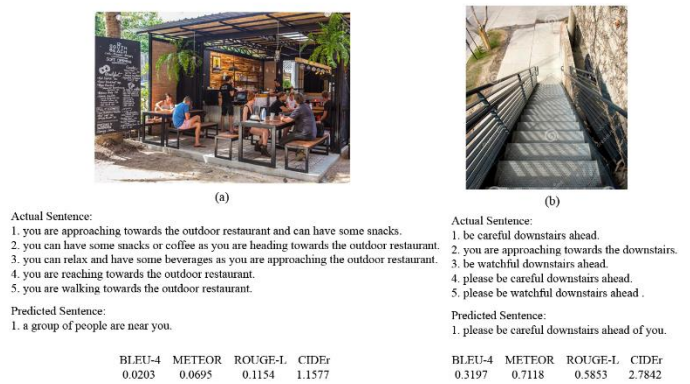 (a)
Actual Sentence:
1. you are approaching towards the outdoor restaurant and can have some snacks.
2. you can have some snacks or coffee as you are heading towards the outdoor restaurant.
3. you can relax and have some beverages as you are approaching the outdoor restaurant.
4. you are reaching towards the outdoor restaurant.
5. you are walking towards the outdoor restaurant.
Predicted Sentence:
1. a group of people are near you.
BLEU-4 METEOR ROUGE-L CIDEr
0.0203 0.0695 0.1154 1.1577
(b)
Actual Sentence:
1. be careful downstairs ahead.
2. you are approaching towards the downstairs.
3. be watchful downstairs ahead.
4. please be careful downstairs ahead.
5. please be watchful downstairs ahead .
Predicted Sentence:
1. please be careful downstairs ahead of you.
BLEU-4 METEOR ROUGE-L CIDEr
0.3197 0.7118 0.5853 2.7842